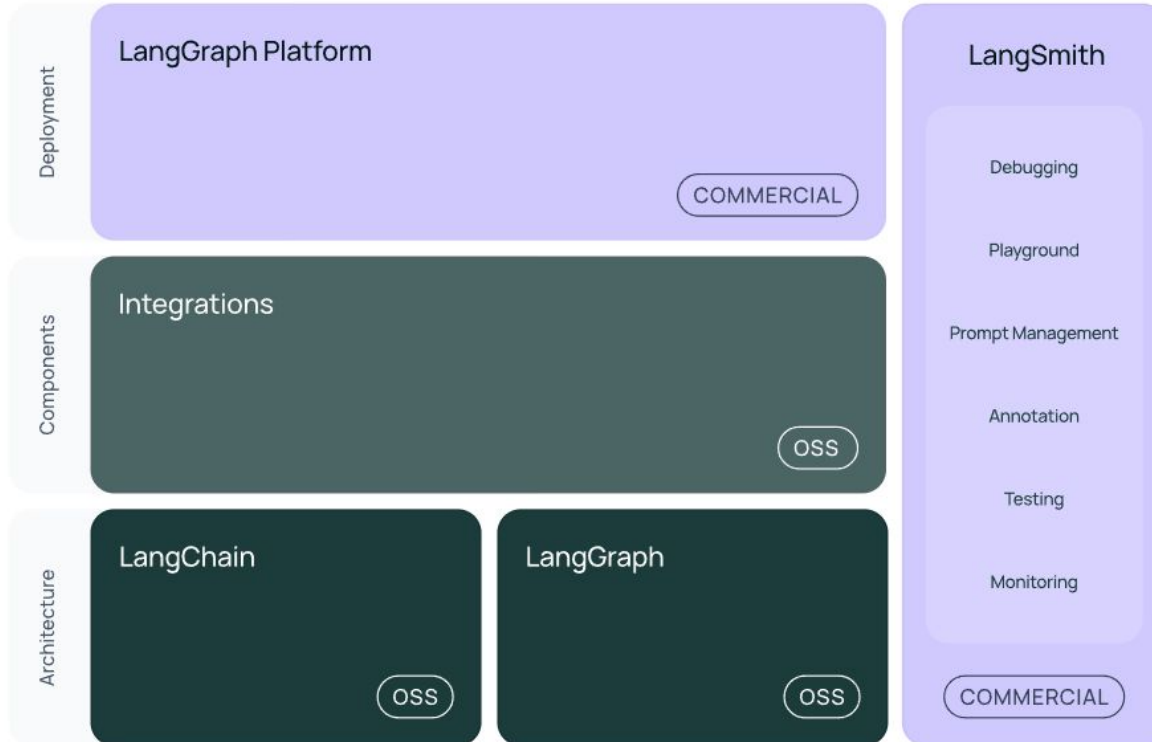 Deployment
LangGraph Platform
COMMERCIAL
Components
Integrations
OSS
Architecture
LangChain
OSS
LangGraph
OSS
LangSmith
Debugging
Playground
Prompt Management
Annotation
Testing
Monitoring
COMMERCIAL